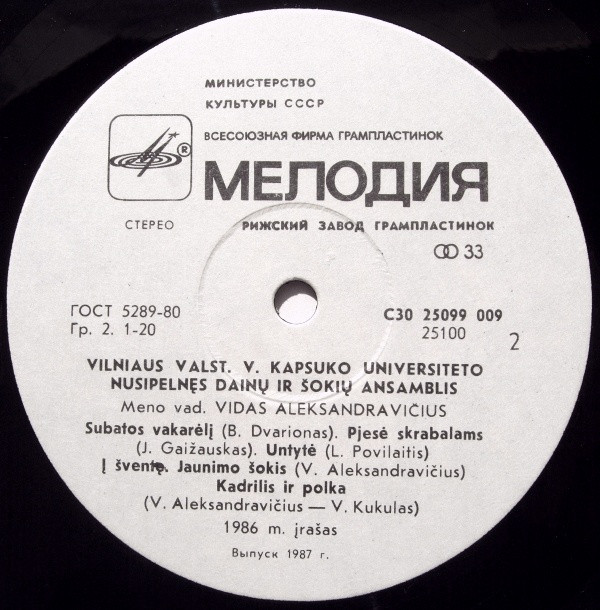 МИНИСТЕРСТВО
КУЛЬТУРЫ СССР
ВСЕСОЮЗНАЯ ФИРМА ГРАМПЛАСТИНОК
®
МЕЛОДИЯ
СТЕРЕО
РИЖСКИЙ ЗАВОД ГРАМПЛАСТИНОК
33
ГОСТ 5289-80
Гр. 2. 1-20
С30 25099 009
25100
2
VILNIAUS VALST. V. KAPSUKO UNIVERSITETO
NUSIPELNĘS DAINŲ IR ŠOKIŲ ANSAMBLIS
Meno vad. VIDAS ALEKSANDRAVIČIUS
Subatos vakarėlį (B. Dvarionas). Pjesė skrabalams
(J. Gaižauskas). Untytė (L. Povilaitis)
Į šventę. Jaunimo šokis (V. Aleksandravičius)
Kadrilis ir polka
(V. Aleksandravičius — V. Kukulas)
1986 m. įrašas
Выпуск 1987 г.